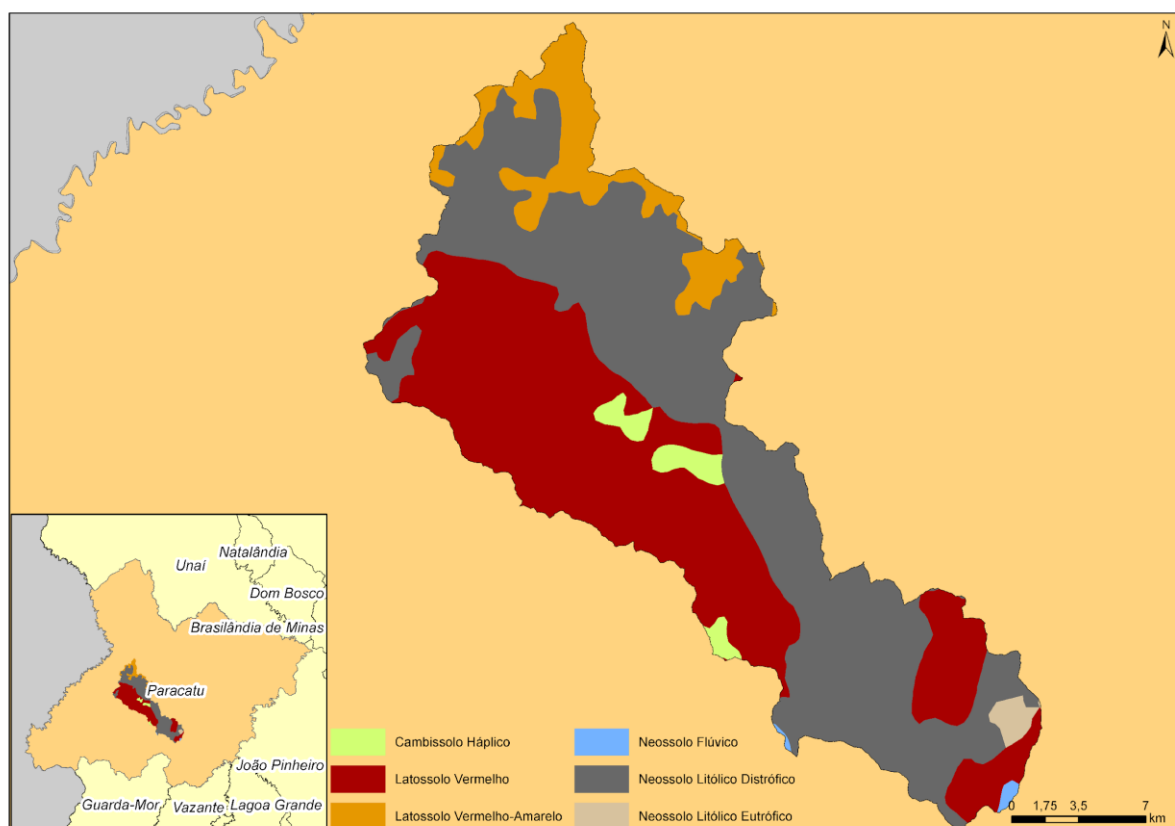 N
Natalândia
Unaí
Dom Bosco
Brasilândia de Minas
Paracatu
João Pinheiro
Guarda-Mor
Vazante
Lagoa Grande
Cambissolo Háplico
Latossolo Vermelho
Latossolo Vermelho-Amarelo
Neossolo Flúvico
Neossolo Litólico Distrófico
Neossolo Litólico Eutrófico
0 1,75 3,5 7
km